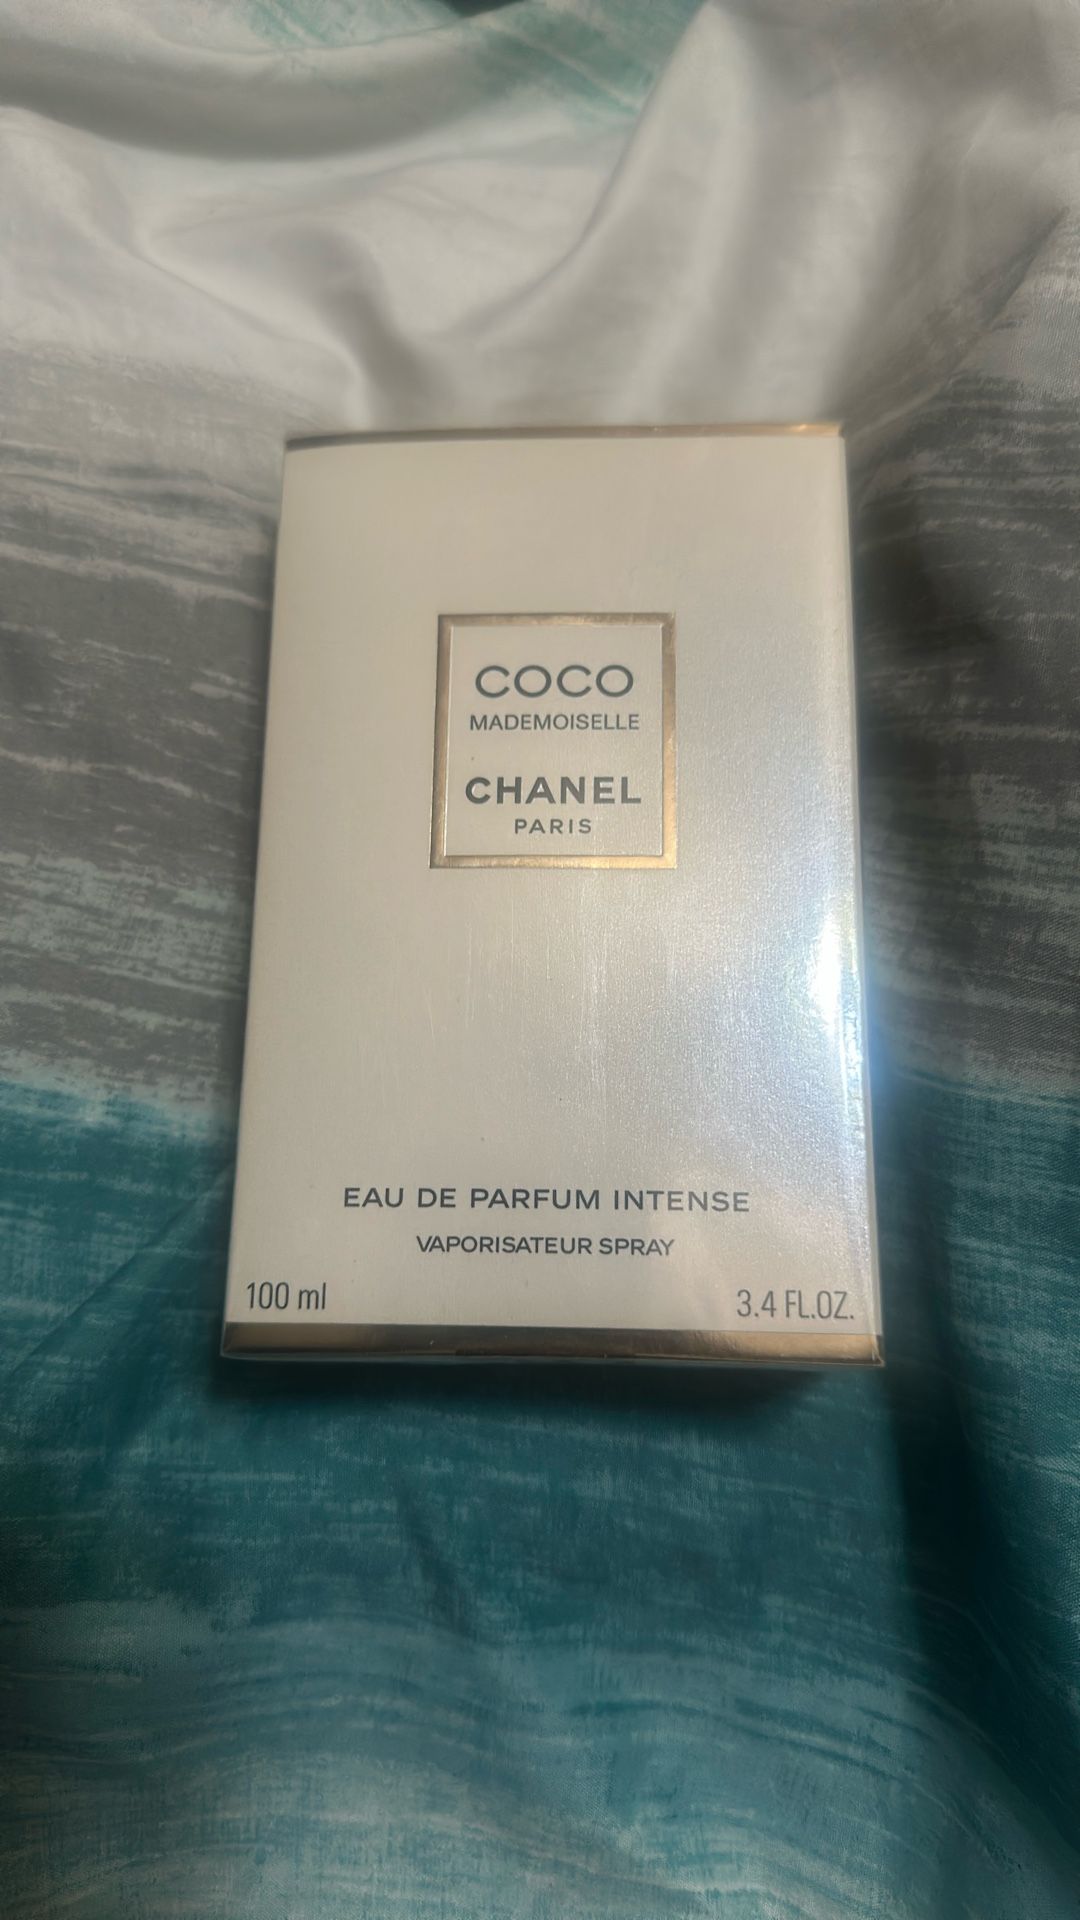 COCO
MADEMOISELLE
CHANEL
PARIS
EAU DE PARFUM INTENSE
VAPORISATEUR SPRAY
100 ml
3.4 FL.OZ.